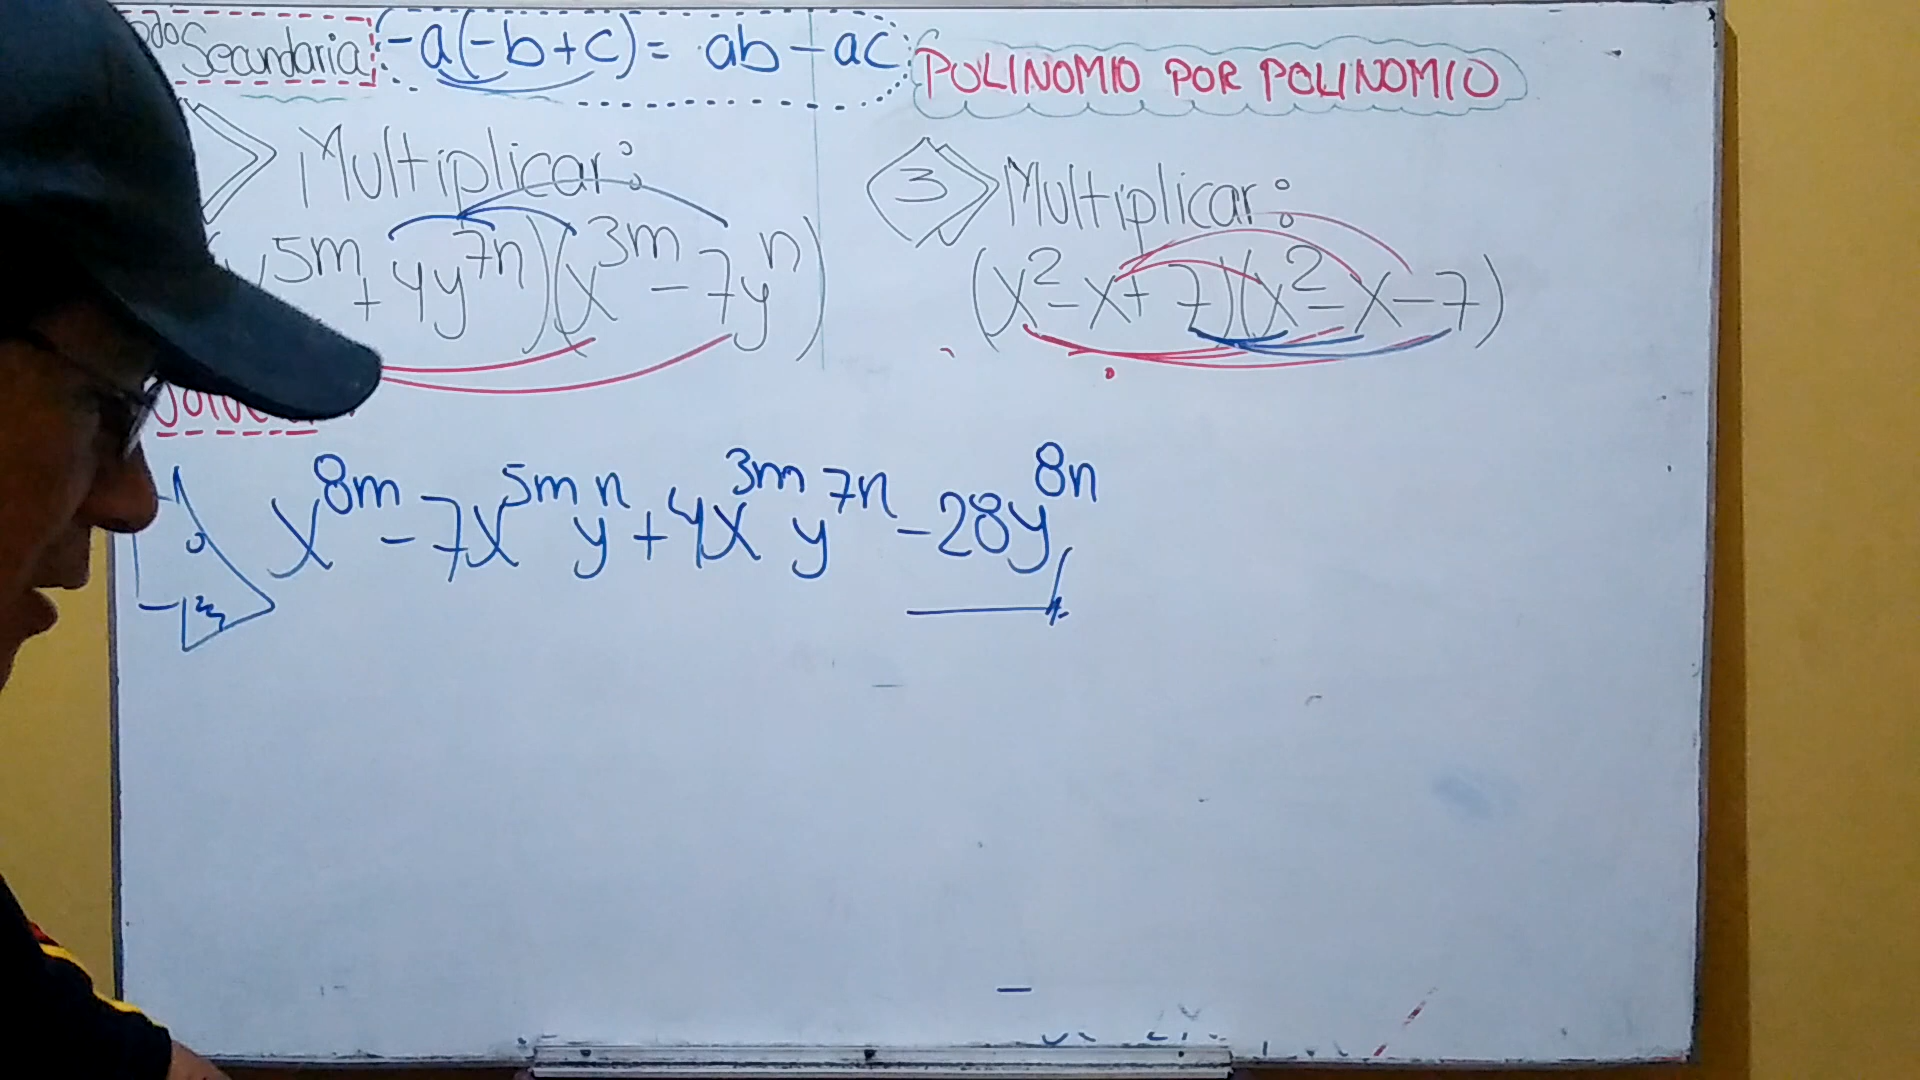 Secundaria -a(-b+c) = ab - ac
POLINOMIO POR POLINOMIO
Multiplicar:
x^5m + 4y^7n)(x^3m - 7y^n)
3 Multiplicar:
(x² - x + 7)(x² - x - 7)
x^8m - 7x^5m y^n + 4x^3m y^7n - 28y^8n